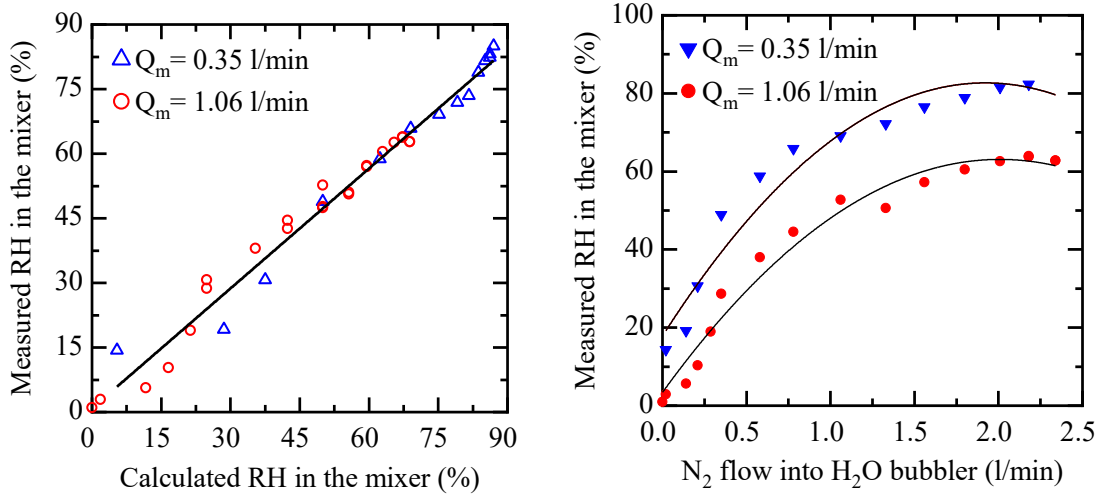 Measured RH in the mixer (%)
90
75
60
45
30
15
0
Q_m= 0.35 l/min
Q_m= 1.06 l/min
0 15 30 45 60 75 90
Calculated RH in the mixer (%)
Measured RH in the mixer (%)
100
80
60
40
20
0
Q_m= 0.35 l/min
Q_m= 1.06 l/min
0.0 0.5 1.0 1.5 2.0 2.5
N₂ flow into H₂O bubbler (l/min)